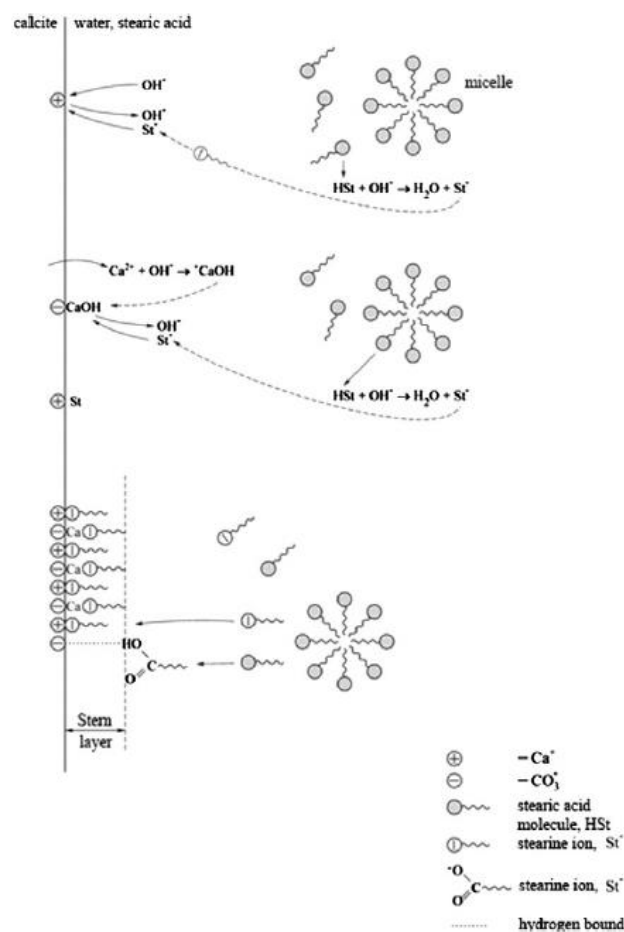 calcite water, stearic acid
OH⁻
OH⁻
St⁻
micelle
HSt + OH⁻ → H₂O + St⁻
Ca²⁺ + OH⁻ → ⁺CaOH
CaOH
OH⁻
St⁻
HSt + OH⁻ → H₂O + St⁻
St
Ca
Ca
Ca
HO
C
O
Stern
layer
–Ca⁺
–CO₃⁻
stearic acid
molecule, HSt
stearine ion, St⁻
⁻O
C
O
stearine ion, St⁻
hydrogen bound